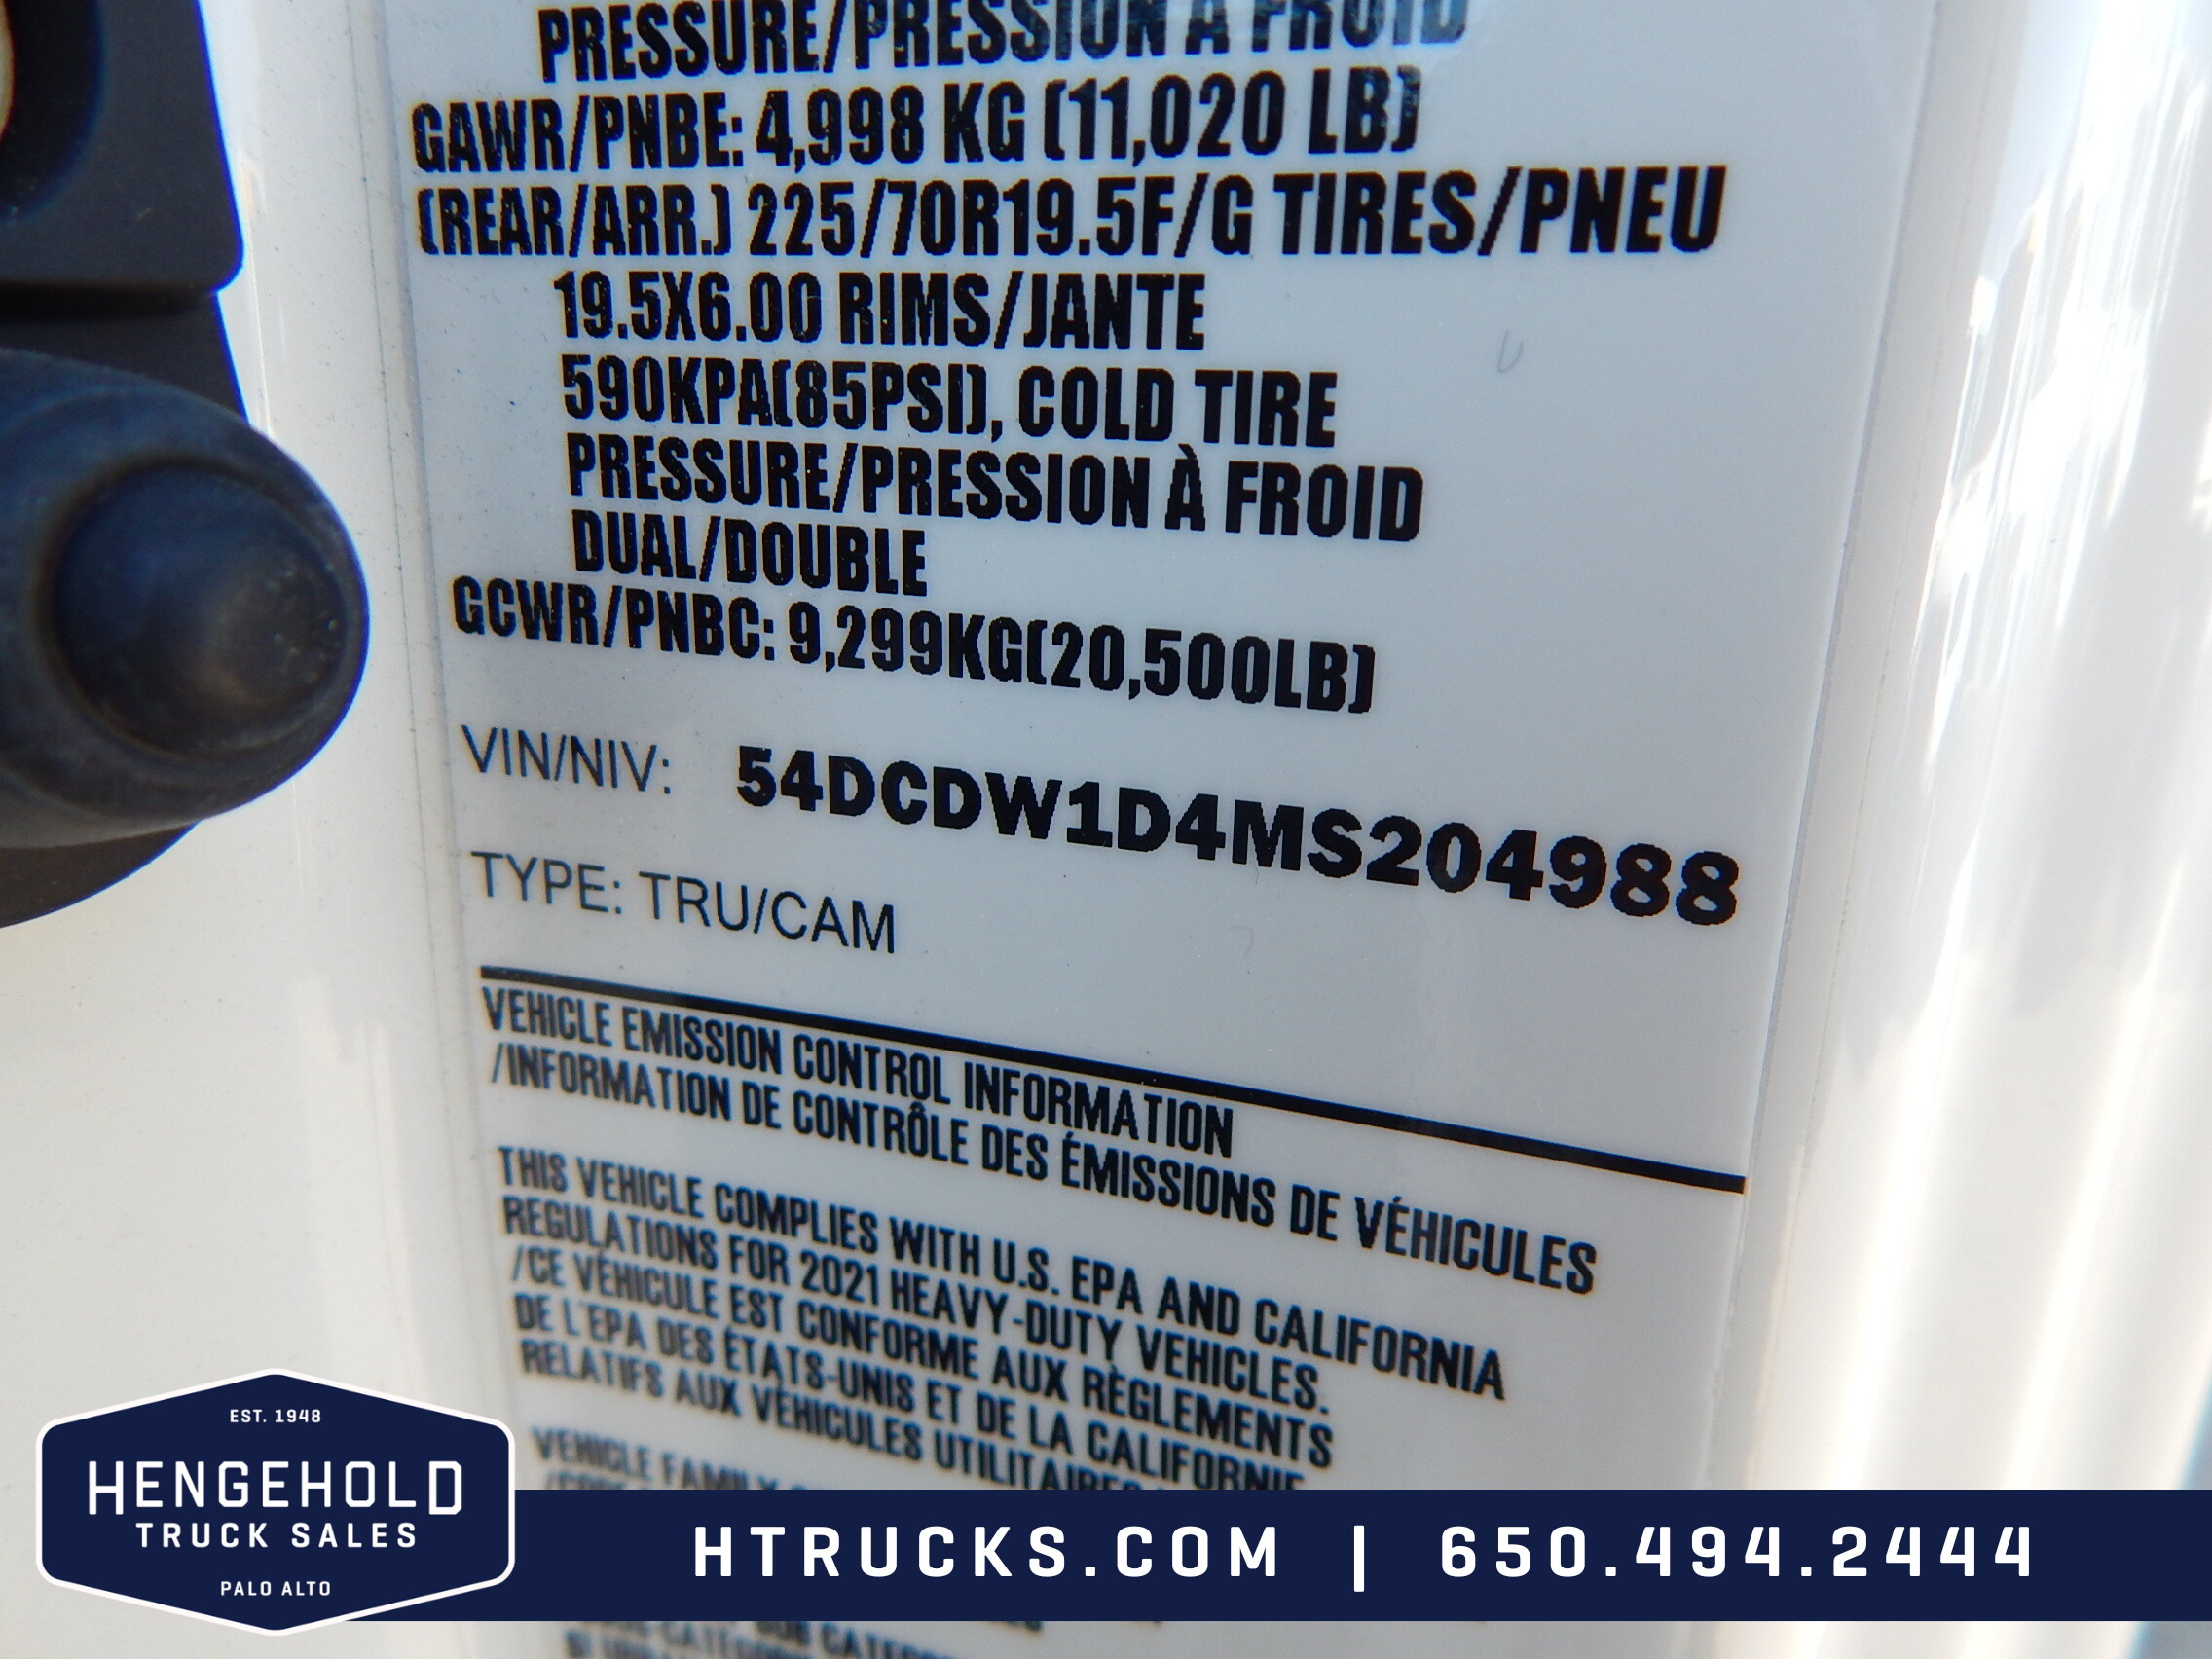 PRESSURE/PRESSION À FROID
GAWR/PNBE: 4,998 KG (11,020 LB)
(REAR/ARR.) 225/70R19.5F/G TIRES/PNEU
19.5X6.00 RIMS/JANTE
590KPA(85PSI), COLD TIRE
PRESSURE/PRESSION À FROID
DUAL/DOUBLE
GCWR/PNBC: 9,299KG(20,500LB)
VIN/NIV: 54DCDW1D4MS204988
TYPE: TRU/CAM
VEHICLE EMISSION CONTROL INFORMATION
/INFORMATION DE CONTRÔLE DES ÉMISSIONS DE VÉHICULES
THIS VEHICLE COMPLIES WITH U.S. EPA AND CALIFORNIA
REGULATIONS FOR 2021 HEAVY-DUTY VEHICLES.
/CE VÉHICULE EST CONFORME AUX RÈGLEMENTS
DE L'EPA DES ÉTATS-UNIS ET DE LA CALIFORNIE
RELATIFS AUX VÉHICULES UTILITAIRES
VEHICLE FAMILY
EST. 1948
HENGEHOLD
TRUCK SALES
PALO ALTO
HTRUCKS.COM | 650.494.2444